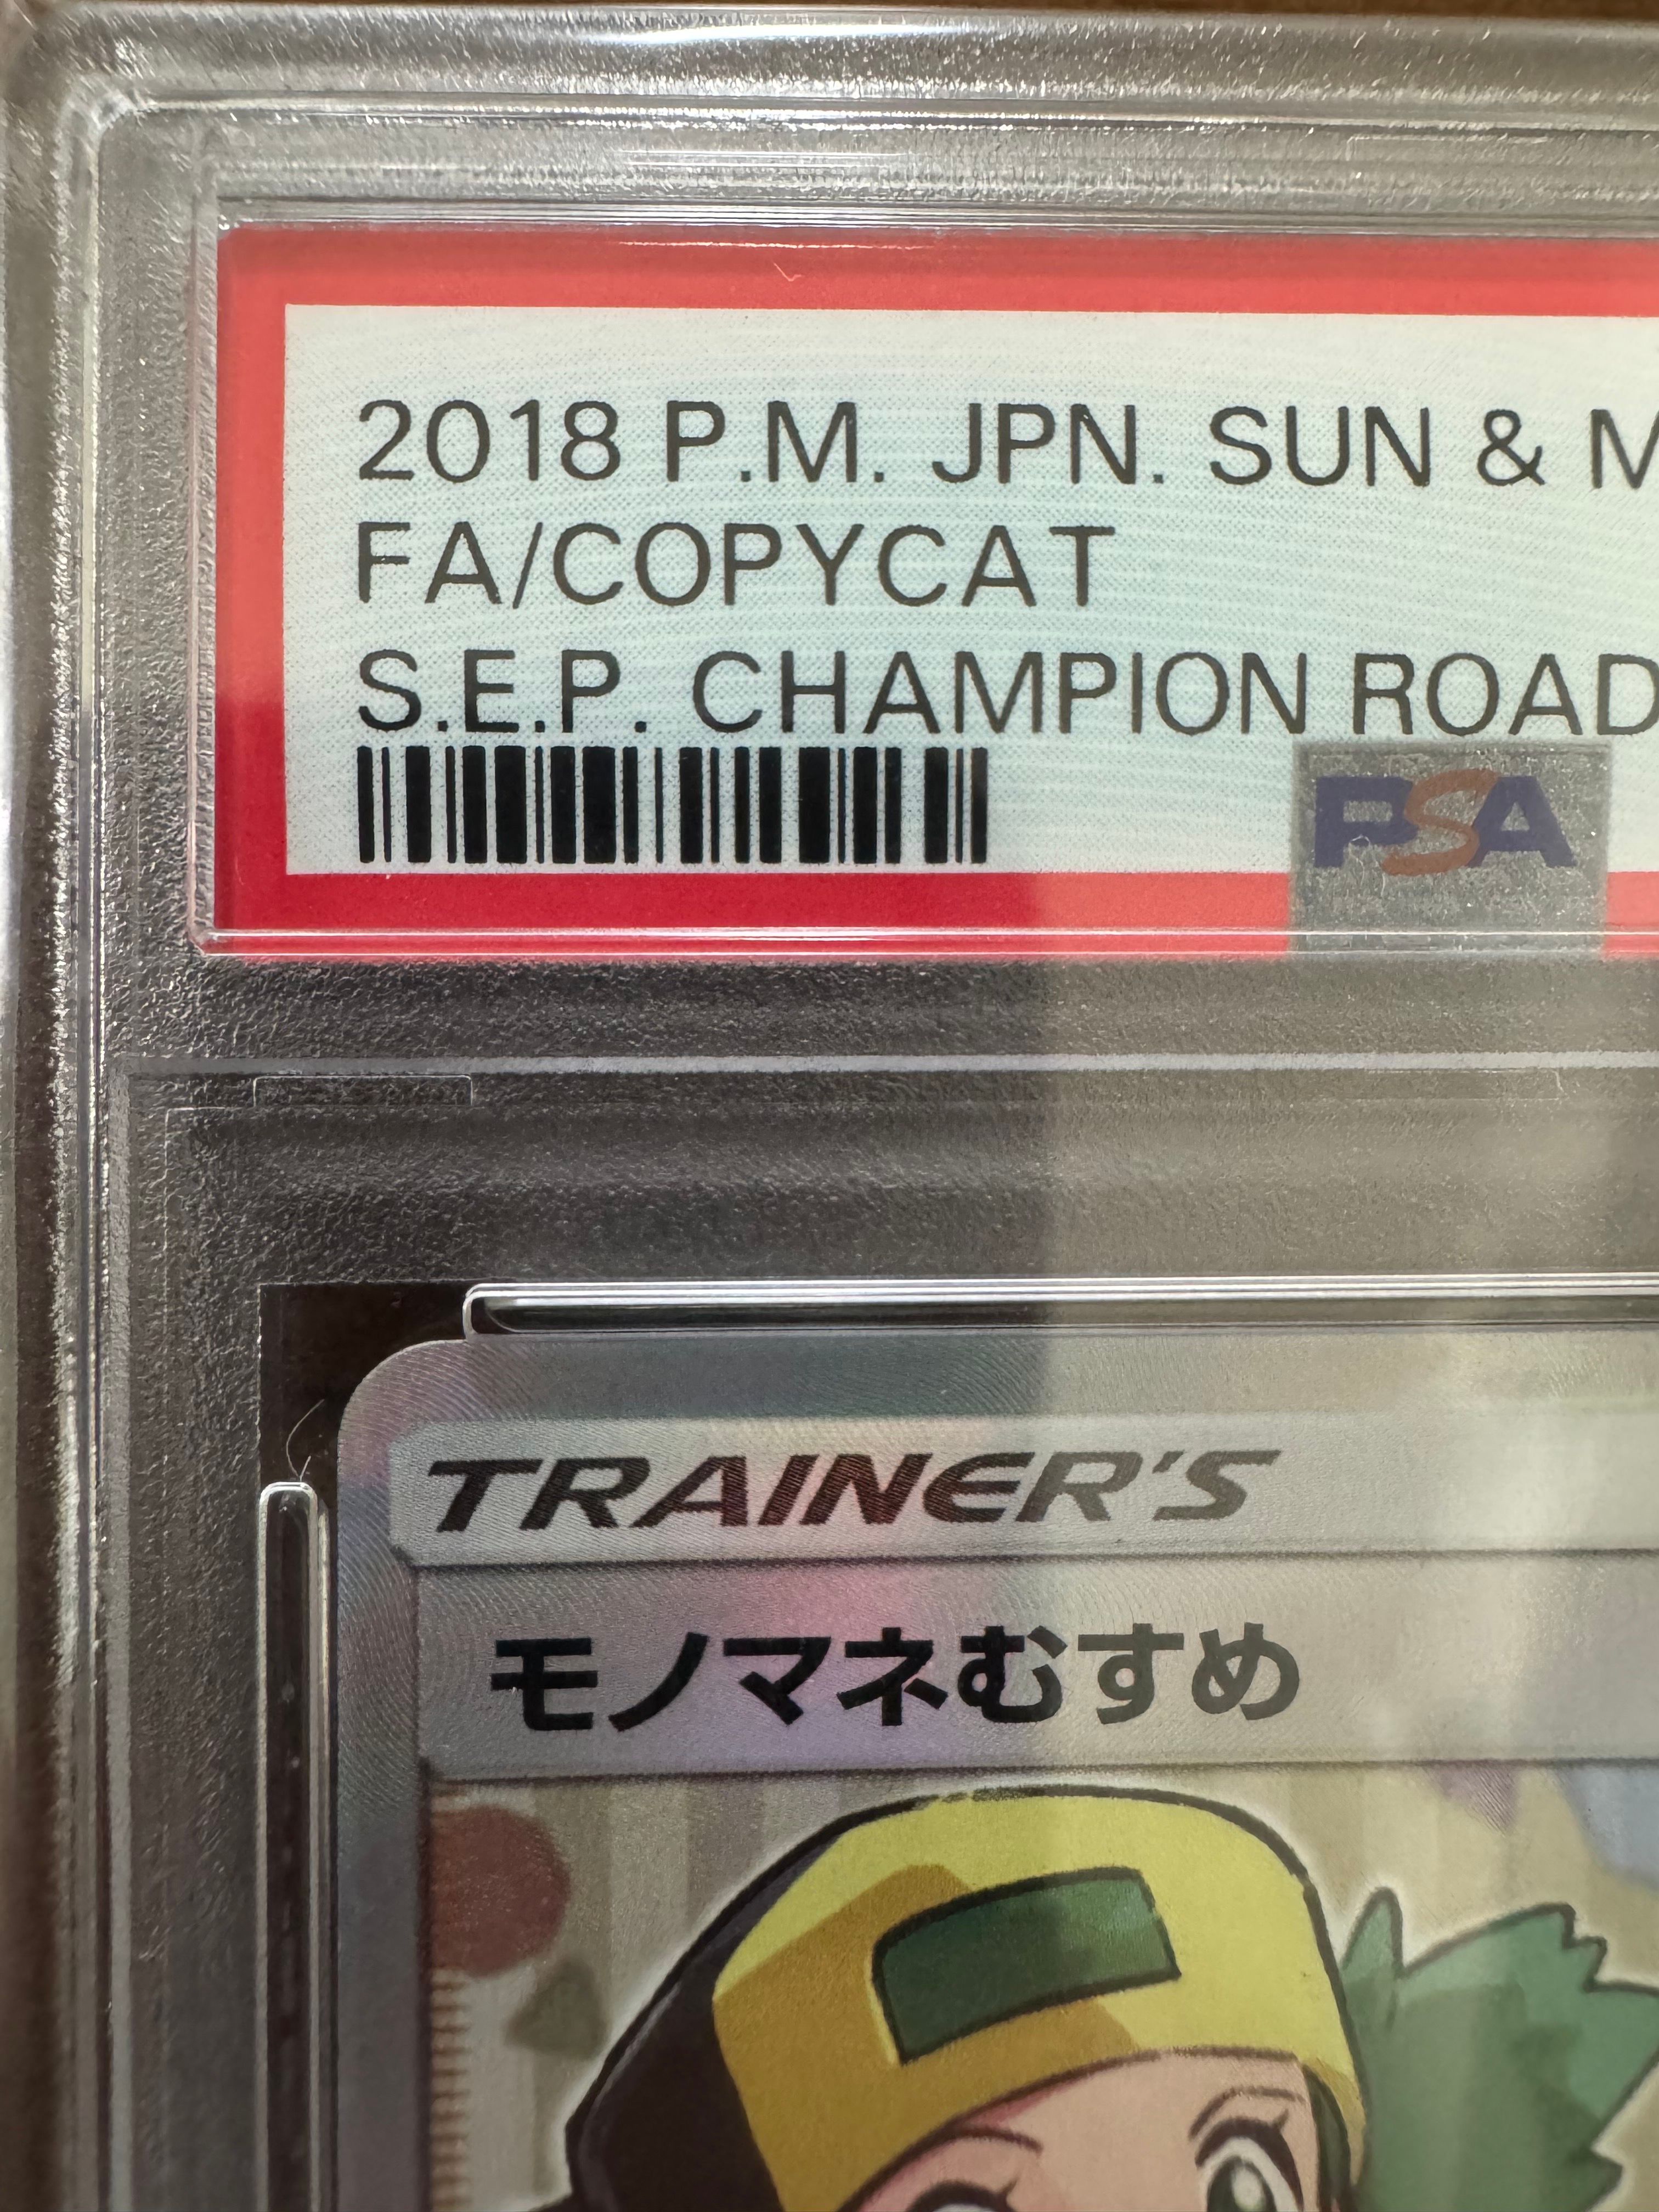 2018 P.M. JPN. SUN & M
FA/COPYCAT
S.E.P. CHAMPION ROAD
PSA
TRAINER'S
モノマネむすめ